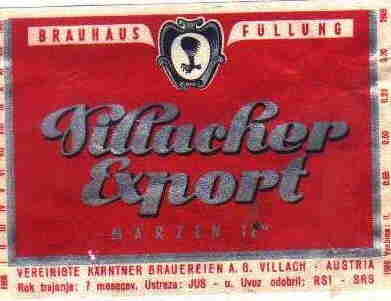 BRAUHAUS FÜLLUNG
Villacher
Export
MÄRZEN 12°
VEREINIGTE KÄRNTNER BRAUEREIEN A. G. VILLACH - AUSTRIA
Rok trajanja: 7 mesecev. Ustreza: JUS - u. Uvoz odobril: RSI - SRS